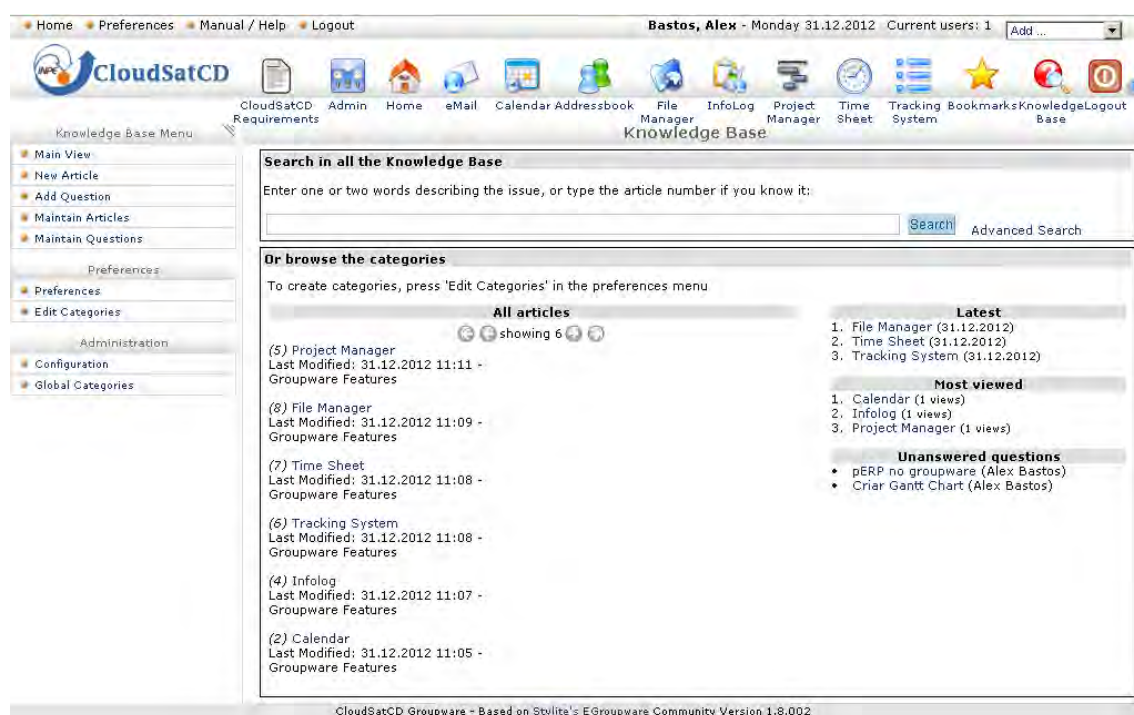 Home Preferences Manual / Help Logout
Bastos, Alex - Monday 31.12.2012 Current users: 1 Add ...
INPE CloudSatCD
CloudSatCD Requirements Admin Home eMail Calendar Addressbook File Manager InfoLog Project Manager Time Sheet Tracking System Bookmarks Knowledge Base Logout
Knowledge Base Menu
Main View
New Article
Add Question
Maintain Articles
Maintain Questions
Preferences
Preferences
Edit Categories
Administration
Configuration
Global Categories
Knowledge Base
Search in all the Knowledge Base
Enter one or two words describing the issue, or type the article number if you know it:
Search Advanced Search
Or browse the categories
To create categories, press 'Edit Categories' in the preferences menu
All articles
showing 6
(5) Project Manager
Last Modified: 31.12.2012 11:11 -
Groupware Features
(8) File Manager
Last Modified: 31.12.2012 11:09 -
Groupware Features
(7) Time Sheet
Last Modified: 31.12.2012 11:08 -
Groupware Features
(6) Tracking System
Last Modified: 31.12.2012 11:08 -
Groupware Features
(4) Infolog
Last Modified: 31.12.2012 11:07 -
Groupware Features
(2) Calendar
Last Modified: 31.12.2012 11:05 -
Groupware Features
Latest
1. File Manager (31.12.2012)
2. Time Sheet (31.12.2012)
3. Tracking System (31.12.2012)
Most viewed
1. Calendar (1 views)
2. Infolog (1 views)
3. Project Manager (1 views)
Unanswered questions
• pERP no groupware (Alex Bastos)
• Criar Gantt Chart (Alex Bastos)
CloudSatCD Groupware - Based on Stylite's EGroupware Community Version 1.8.002